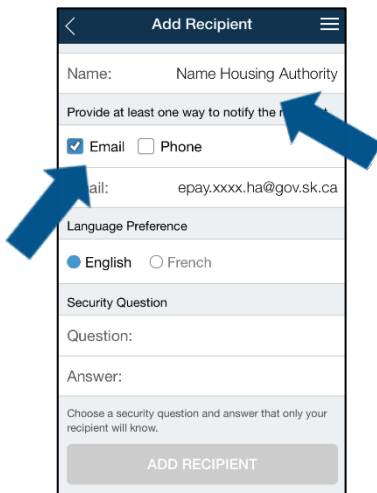 Add Recipient
Name: Name Housing Authority
Provide at least one way to notify the
Email Phone
epay.xxxx.ha@gov.sk.ca
Language Preference
English French
Security Question
Question:
Answer:
Choose a security question and answer that only your
recipient will know.
ADD RECIPIENT